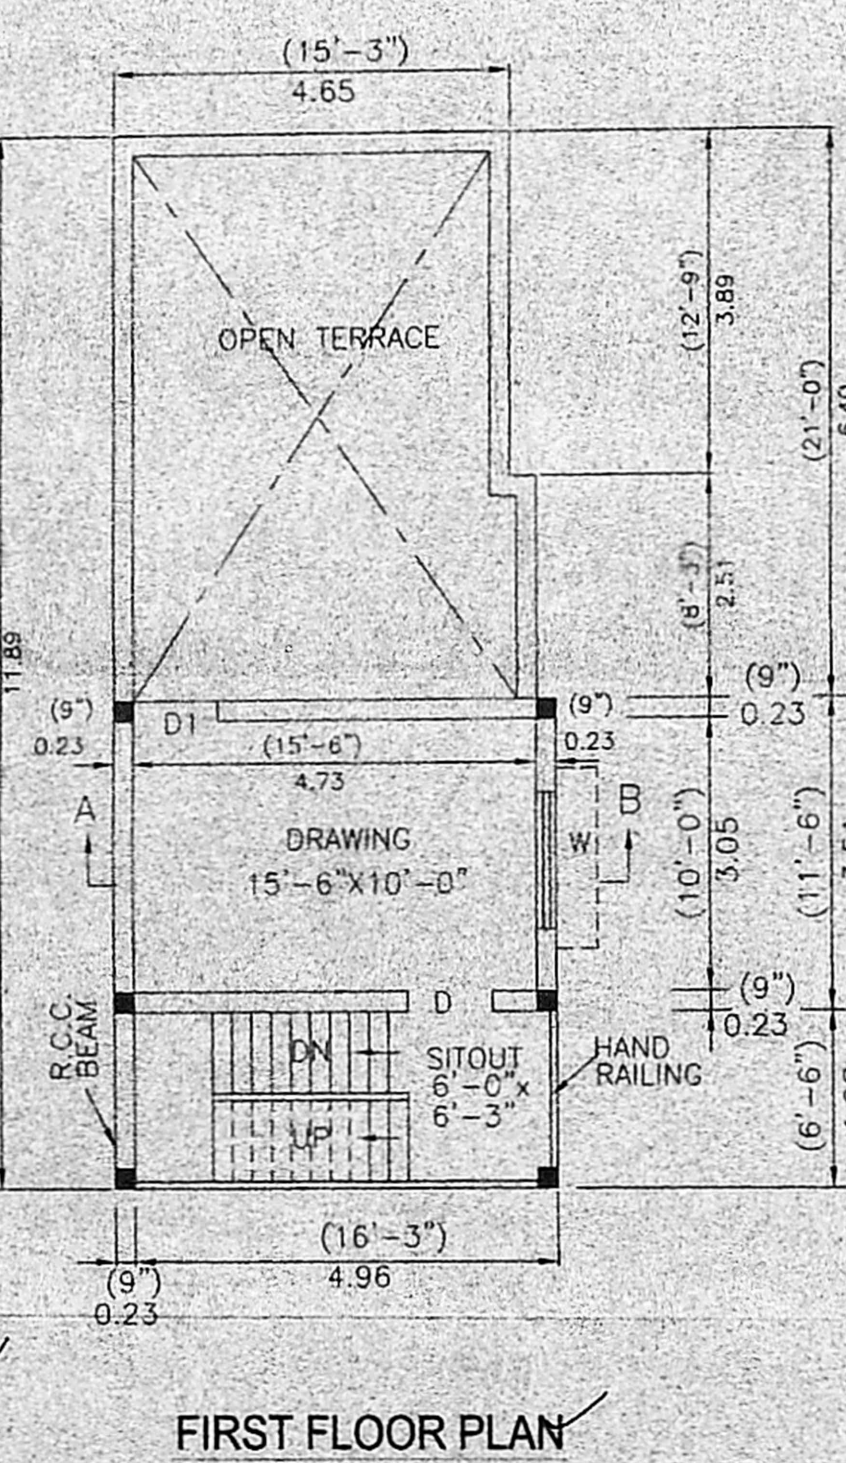 (15'-3")
4.65
(12'-9")
3.89
(21'-0")
OPEN TERRACE
(8'-3")
2.51
11.89
(9")
0.23
D1
(15'-6")
4.73
(9")
0.23
(9")
0.23
A
B
W
DRAWING
15'-6"X10'-0"
(10'-0")
3.05
(11'-6")
R.C.C.
BEAM
D
(9")
0.23
DN
UP
SITOUT
6'-0"x
6'-3"
HAND
RAILING
(6'-6")
(16'-3")
4.96
(9")
0.23
FIRST FLOOR PLAN